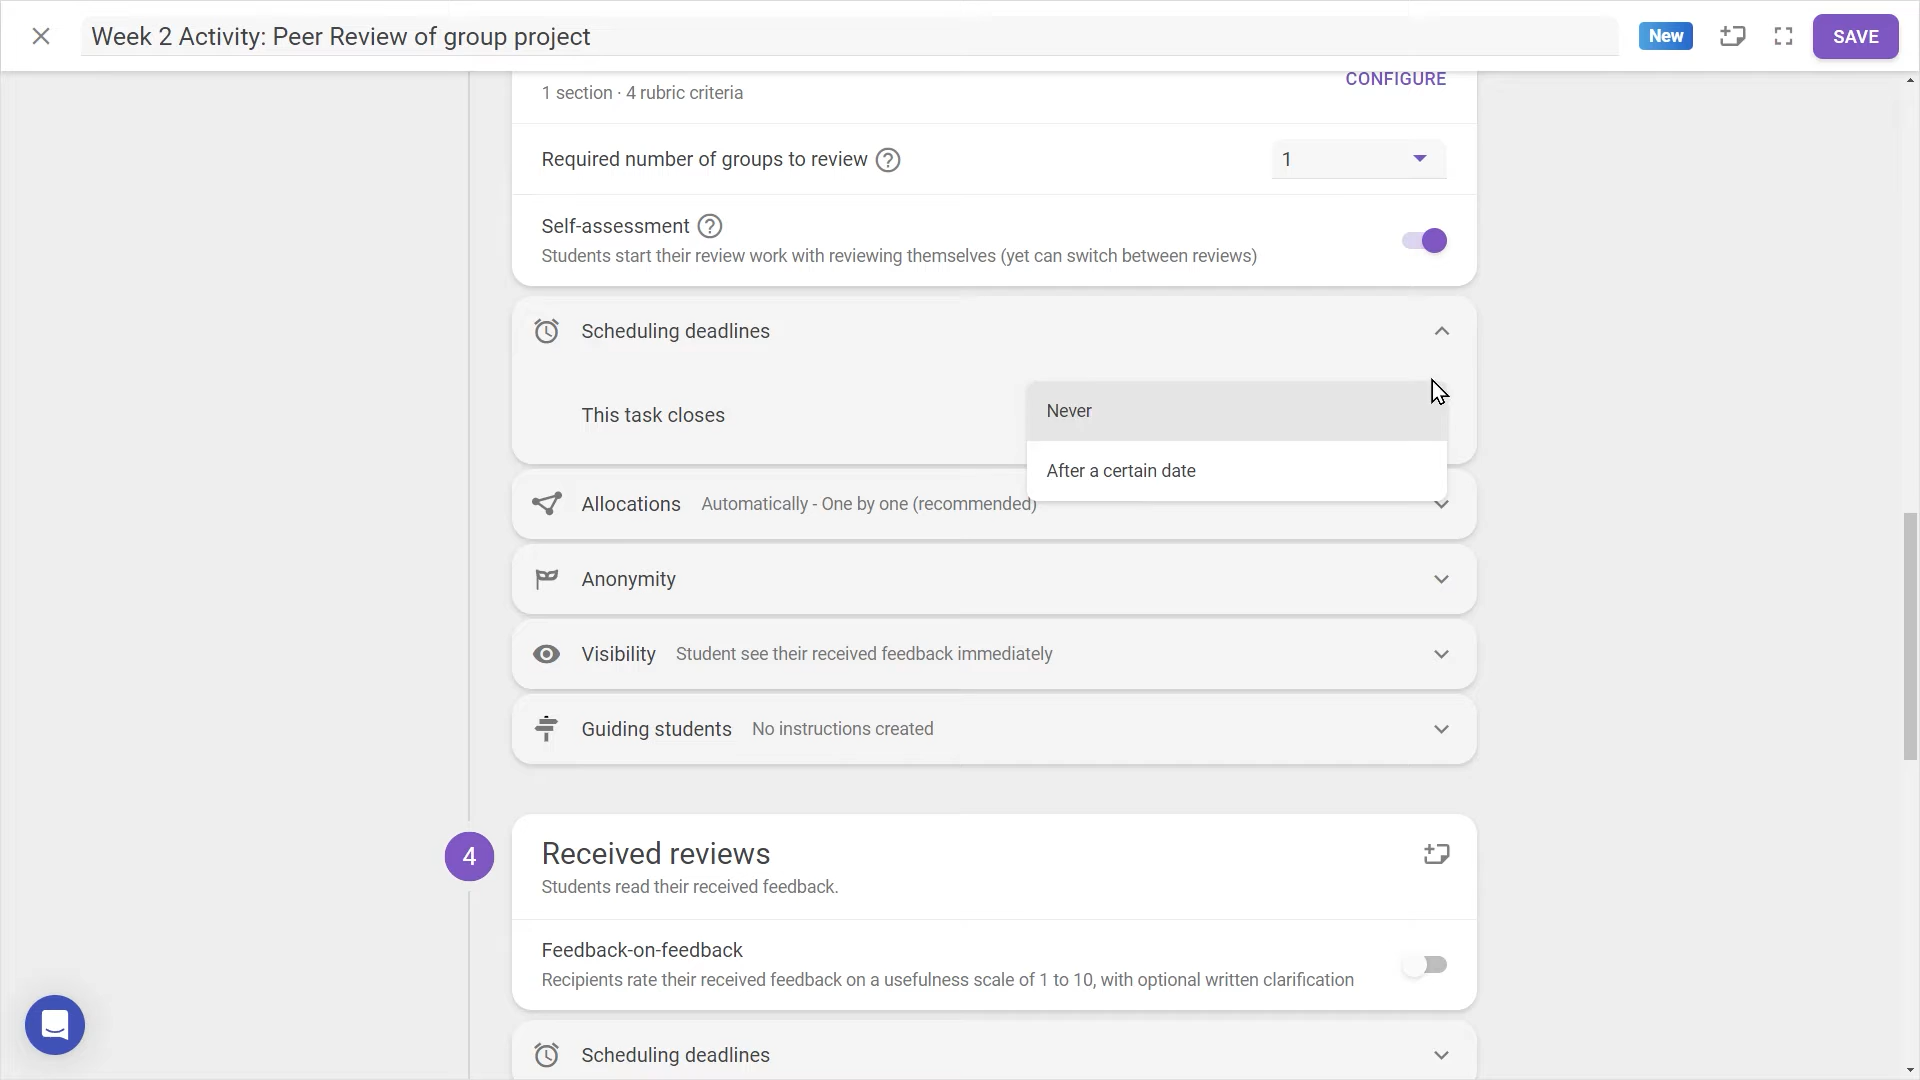 Week 2 Activity: Peer Review of group project
New
SAVE
1 section · 4 rubric criteria
CONFIGURE
Required number of groups to review
1
Self-assessment
Students start their review work with reviewing themselves (yet can switch between reviews)
Scheduling deadlines
This task closes
Never
After a certain date
Allocations Automatically - One by one (recommended)
Anonymity
Visibility Student see their received feedback immediately
Guiding students No instructions created
4
Received reviews
Students read their received feedback.
Feedback-on-feedback
Recipients rate their received feedback on a usefulness scale of 1 to 10, with optional written clarification
Scheduling deadlines